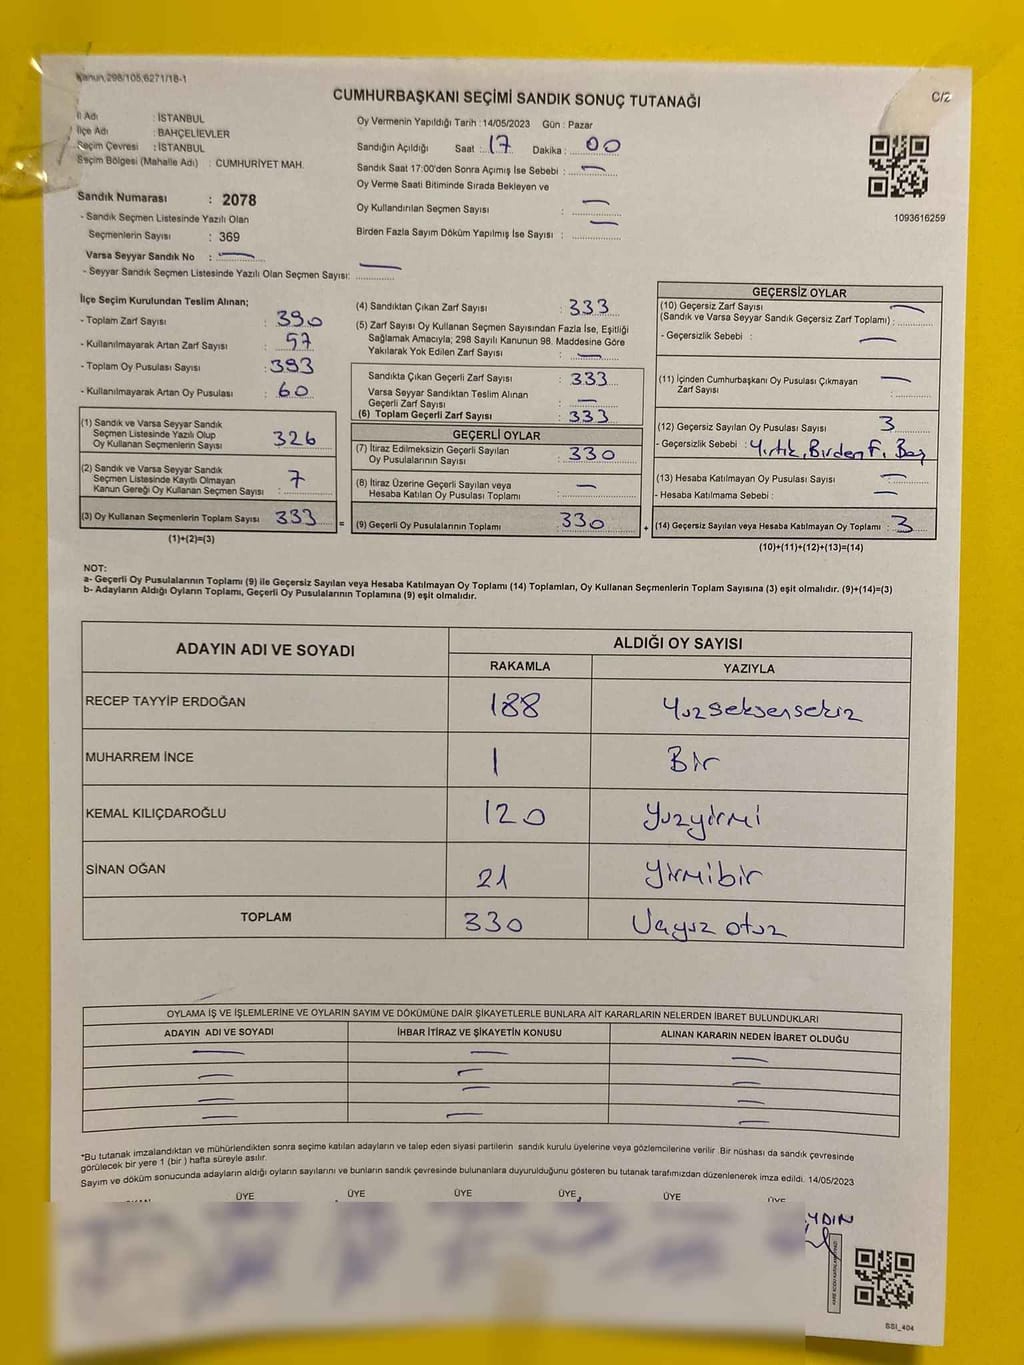 Kanun,298/105,6271/18-1
CUMHURBAŞKANI SEÇİMİ SANDIK SONUÇ TUTANAĞI
C/2
İl Adı : İSTANBUL
İlçe Adı : BAHÇELİEVLER
Seçim Çevresi : İSTANBUL
Seçim Bölgesi (Mahalle Adı) : CUMHURİYET MAH.
Sandık Numarası : 2078
- Sandık Seçmen Listesinde Yazılı Olan
Seçmenlerin Sayısı : 369
Varsa Seyyar Sandık No : —
- Seyyar Sandık Seçmen Listesinde Yazılı Olan Seçmen Sayısı: —
Oy Vermenin Yapıldığı Tarih : 14/05/2023 Gün : Pazar
Sandığın Açıldığı Saat : 17 Dakika : 00
Sandık Saat 17:00'den Sonra Açımış İse Sebebi : —
Oy Verme Saati Bitiminde Sırada Bekleyen ve
Oy Kullandırılan Seçmen Sayısı : —
Birden Fazla Sayım Döküm Yapılmış İse Sayısı : —
1093616259
İlçe Seçim Kurulundan Teslim Alınan;
- Toplam Zarf Sayısı : 390
- Kullanılmayarak Artan Zarf Sayısı : 57
- Toplam Oy Pusulası Sayısı : 393
- Kullanılmayarak Artan Oy Pusulası : 60
(1) Sandık ve Varsa Seyyar Sandık
Seçmen Listesinde Yazılı Olup
Oy Kullanan Seçmenlerin Sayısı : 326
(2) Sandık ve Varsa Seyyar Sandık
Seçmen Listesinde Kayıtlı Olmayan
Kanun Gereği Oy Kullanan Seçmen Sayısı : 7
(3) Oy Kullanan Seçmenlerin Toplam Sayısı : 333
(1)+(2)=(3)
=
(4) Sandıktan Çıkan Zarf Sayısı : 333
(5) Zarf Sayısı Oy Kullanan Seçmen Sayısından Fazla İse, Eşitliği
Sağlamak Amacıyla; 298 Sayılı Kanunun 98. Maddesine Göre
Yakılarak Yok Edilen Zarf Sayısı : —
Sandıkta Çıkan Geçerli Zarf Sayısı : 333
Varsa Seyyar Sandıktan Teslim Alınan
Geçerli Zarf Sayısı : —
(6) Toplam Geçerli Zarf Sayısı : 333
GEÇERLİ OYLAR
(7) İtiraz Edilmeksizin Geçerli Sayılan
Oy Pusulalarının Sayısı : 330
(8) İtiraz Üzerine Geçerli Sayılan veya
Hesaba Katılan Oy Pusulası Toplamı : —
(9) Geçerli Oy Pusulalarının Toplamı : 330
+
GEÇERSİZ OYLAR
(10) Geçersiz Zarf Sayısı
(Sandık ve Varsa Seyyar Sandık Geçersiz Zarf Toplamı) : —
- Geçersizlik Sebebi : —
(11) İçinden Cumhurbaşkanı Oy Pusulası Çıkmayan
Zarf Sayısı : —
(12) Geçersiz Sayılan Oy Pusulası Sayısı : 3
- Geçersizlik Sebebi : Yırtık, Birden F, Boş
(13) Hesaba Katılmayan Oy Pusulası Sayısı : —
- Hesaba Katılmama Sebebi : —
(14) Geçersiz Sayılan veya Hesaba Katılmayan Oy Toplamı : 3
(10)+(11)+(12)+(13)=(14)
NOT:
a- Geçerli Oy Pusulalarının Toplamı (9) ile Geçersiz Sayılan veya Hesaba Katılmayan Oy Toplamı (14) Toplamları, Oy Kullanan Seçmenlerin Toplam Sayısına (3) eşit olmalıdır. (9)+(14)=(3)
b- Adayların Aldığı Oyların Toplamı, Geçerli Oy Pusulalarının Toplamına (9) eşit olmalıdır.
ADAYIN ADI VE SOYADI ALDIĞI OY SAYISI
RAKAMLA YAZIYLA
RECEP TAYYİP ERDOĞAN 188 Yuzseksensekiz
MUHARREM İNCE 1 Bir
KEMAL KILIÇDAROĞLU 120 Yuzyirmi
SİNAN OĞAN 21 Yirmibir
TOPLAM 330 Uçyuz otuz
OYLAMA İŞ VE İŞLEMLERİNE VE OYLARIN SAYIM VE DÖKÜMÜNE DAİR ŞİKAYETLERLE BUNLARA AİT KARARLARIN NELERDEN İBARET BULUNDUKLARI
ADAYIN ADI VE SOYADI İHBAR İTİRAZ VE ŞİKAYETİN KONUSU ALINAN KARARIN NEDEN İBARET OLDUĞU
— — —
— — —
— — —
— — —
*Bu tutanak imzalandıktan ve mühürlendikten sonra seçime katılan adayların ve talep eden siyasi partilerin sandık kurulu üyelerine veya gözlemcilerine verilir .Bir nüshası da sandık çevresinde
görülecek bir yere 1 (bir ) hafta süreyle asılır.
Sayım ve döküm sonucunda adayların aldığı oyların sayılarını ve bunların sandık çevresinde bulunanlara duyurulduğunu gösteren bu tutanak tarafımızdan düzenlenerek imza edildi. 14/05/2023
ÜYE ÜYE ÜYE ÜYE ÜYE
SSI_404